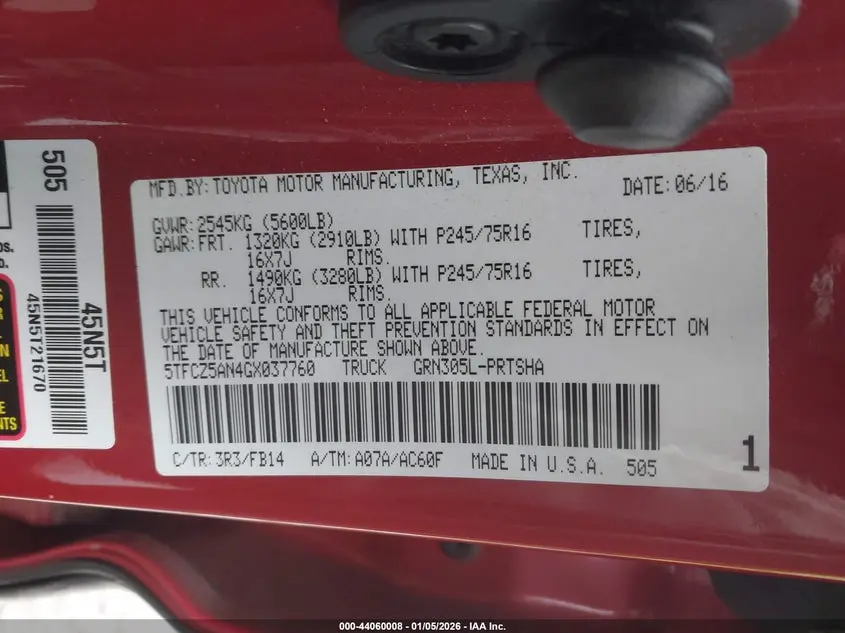 505
45N5T
45N5T21670
bs.
b.
MFD.BY:TOYOTA MOTOR MANUFACTURING, TEXAS, INC. DATE:06/16
GVWR:2545KG (5600LB)
GAWR:FRT. 1320KG (2910LB) WITH P245/75R16 TIRES,
16X7J RIMS.
RR. 1490KG (3280LB) WITH P245/75R16 TIRES,
16X7J RIMS.
THIS VEHICLE CONFORMS TO ALL APPLICABLE FEDERAL MOTOR
VEHICLE SAFETY AND THEFT PREVENTION STANDARDS IN EFFECT ON
THE DATE OF MANUFACTURE SHOWN ABOVE.
5TFCZ5AN4GX037760 TRUCK GRN305L-PRTSHA
C/TR:3R3/FB14 A/TM:A07A/AC60F MADE IN U.S.A. 505 1
000-44060008 - 01/05/2026 - IAA Inc.